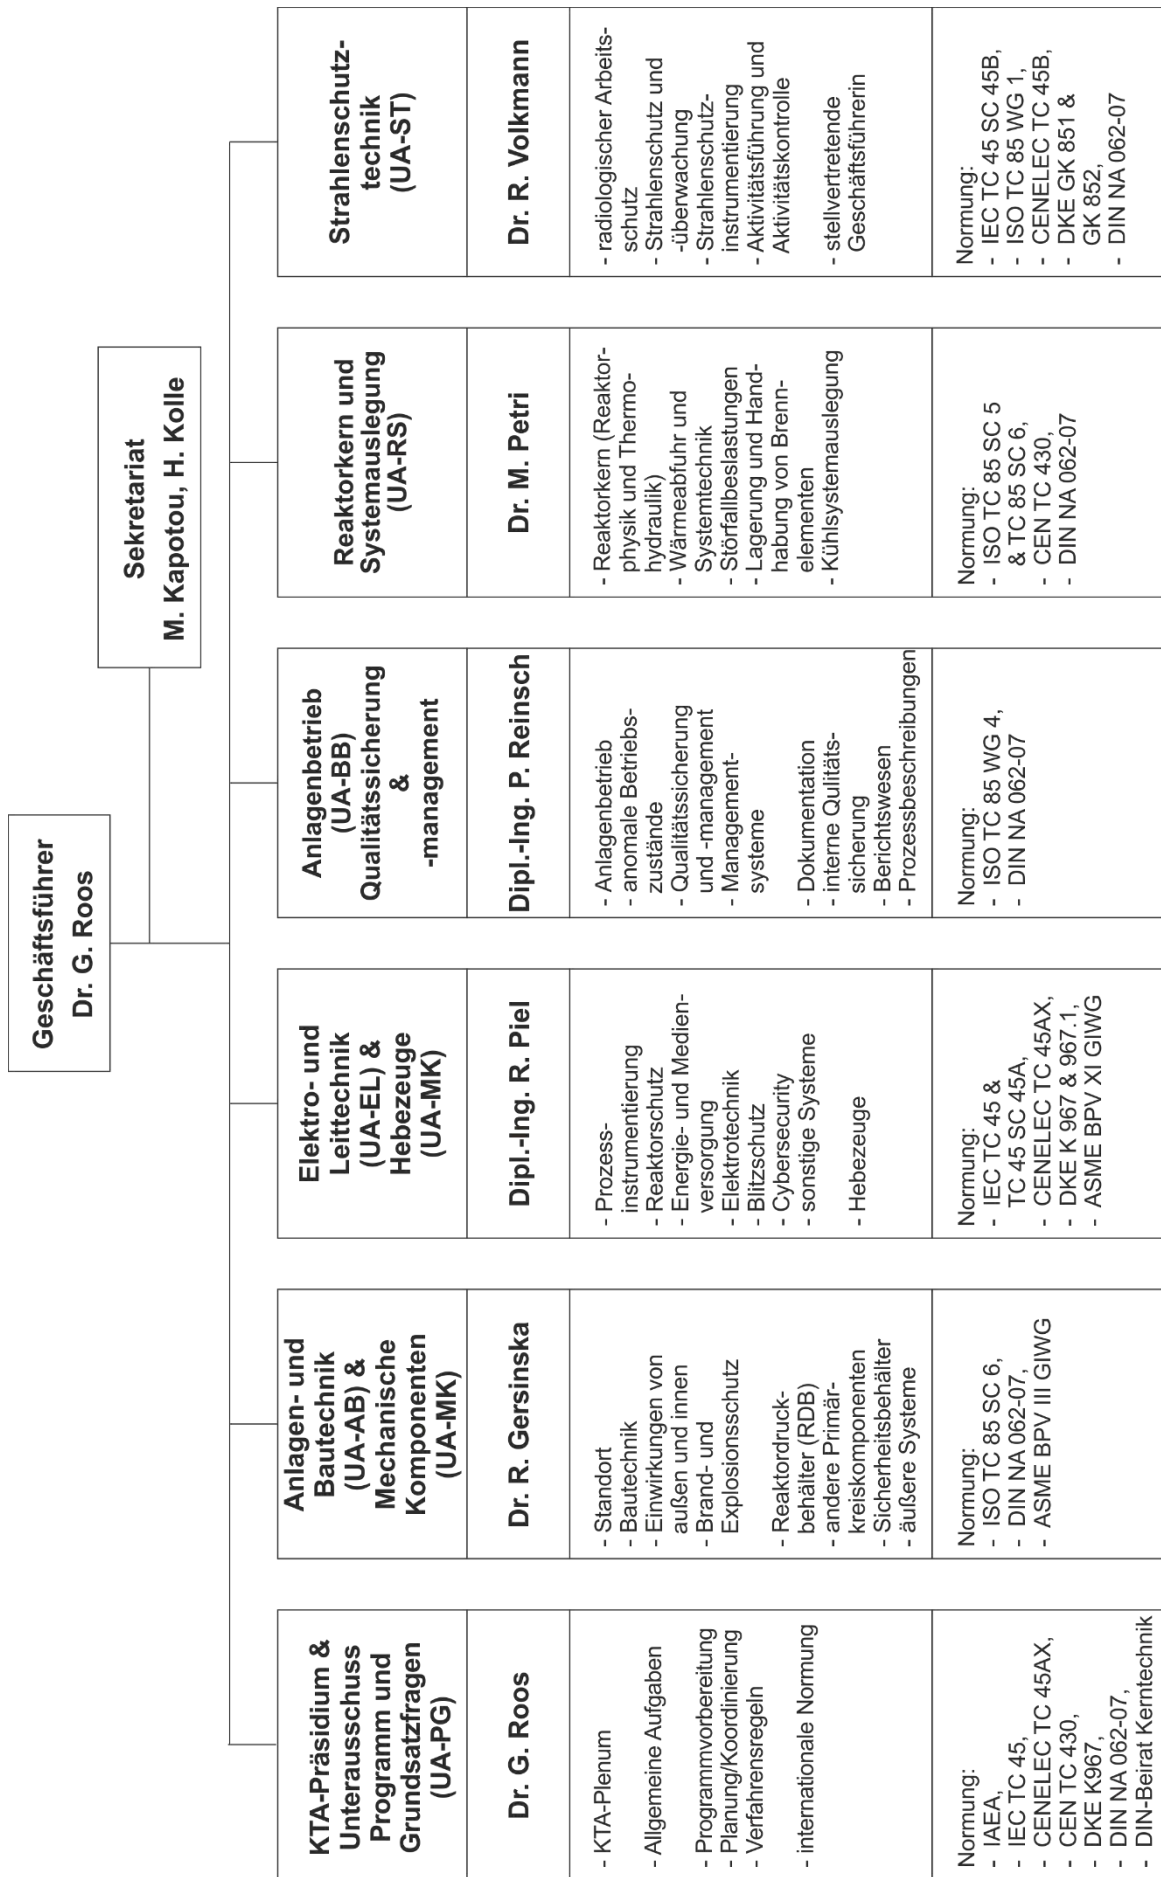 Geschäftsführer
Dr. G. Roos
Sekretariat
M. Kapotou, H. Kolle
KTA-Präsidium &
Unterausschuss
Programm und
Grundsatzfragen
(UA-PG)
Dr. G. Roos
- KTA-Plenum
- Allgemeine Aufgaben
- Programmvorbereitung
- Planung/Koordinierung
- Verfahrensregeln
- internationale Normung
Normung:
- IAEA,
- IEC TC 45,
- CENELEC TC 45AX,
- CEN TC 430,
- DKE K967,
- DIN NA 062-07,
- DIN-Beirat Kerntechnik
Anlagen- und
Bautechnik
(UA-AB) &
Mechanische
Komponenten
(UA-MK)
Dr. R. Gersinska
- Standort
- Bautechnik
- Einwirkungen von
außen und innen
- Brand- und
Explosionsschutz
- Reaktordruck-
behälter (RDB)
- andere Primär-
kreiskomponenten
- Sicherheitsbehälter
- äußere Systeme
Normung:
- ISO TC 85 SC 6,
- DIN NA 062-07,
- ASME BPV III GIWG
Elektro- und
Leittechnik
(UA-EL) &
Hebezeuge
(UA-MK)
Dipl.-Ing. R. Piel
- Prozess-
instrumentierung
- Reaktorschutz
- Energie- und Medien-
versorgung
- Elektrotechnik
- Blitzschutz
- Cybersecurity
- sonstige Systeme
- Hebezeuge
Normung:
- IEC TC 45 &
TC 45 SC 45A,
- CENELEC TC 45AX,
- DKE K 967 & 967.1,
- ASME BPV XI GIWG
Anlagenbetrieb
(UA-BB)
Qualitätssicherung
&
-management
Dipl.-Ing. P. Reinsch
- Anlagenbetrieb
- anomale Betriebs-
zustände
- Qualitätssicherung
und -management
- Management-
systeme
- Dokumentation
- interne Qulitäts-
sicherung
- Berichtswesen
- Prozessbeschreibungen
Normung:
- ISO TC 85 WG 4,
- DIN NA 062-07
Reaktorkern und
Systemauslegung
(UA-RS)
Dr. M. Petri
- Reaktorkern (Reaktor-
physik und Thermo-
hydraulik)
- Wärmeabfuhr und
Systemtechnik
- Störfallbeslastungen
- Lagerung und Hand-
habung von Brenn-
elementen
- Kühlsystemauslegung
Normung:
- ISO TC 85 SC 5
& TC 85 SC 6,
- CEN TC 430,
- DIN NA 062-07
Strahlenschutz-
technik
(UA-ST)
Dr. R. Volkmann
- radiologischer Arbeits-
schutz
- Strahlenschutz und
-überwachung
- Strahlenschutz-
instrumentierung
- Aktivitätsführung und
Aktivitätskontrolle
- stellvertretende
Geschäftsführerin
Normung:
- IEC TC 45 SC 45B,
- ISO TC 85 WG 1,
- CENELEC TC 45B,
- DKE GK 851 &
GK 852,
- DIN NA 062-07